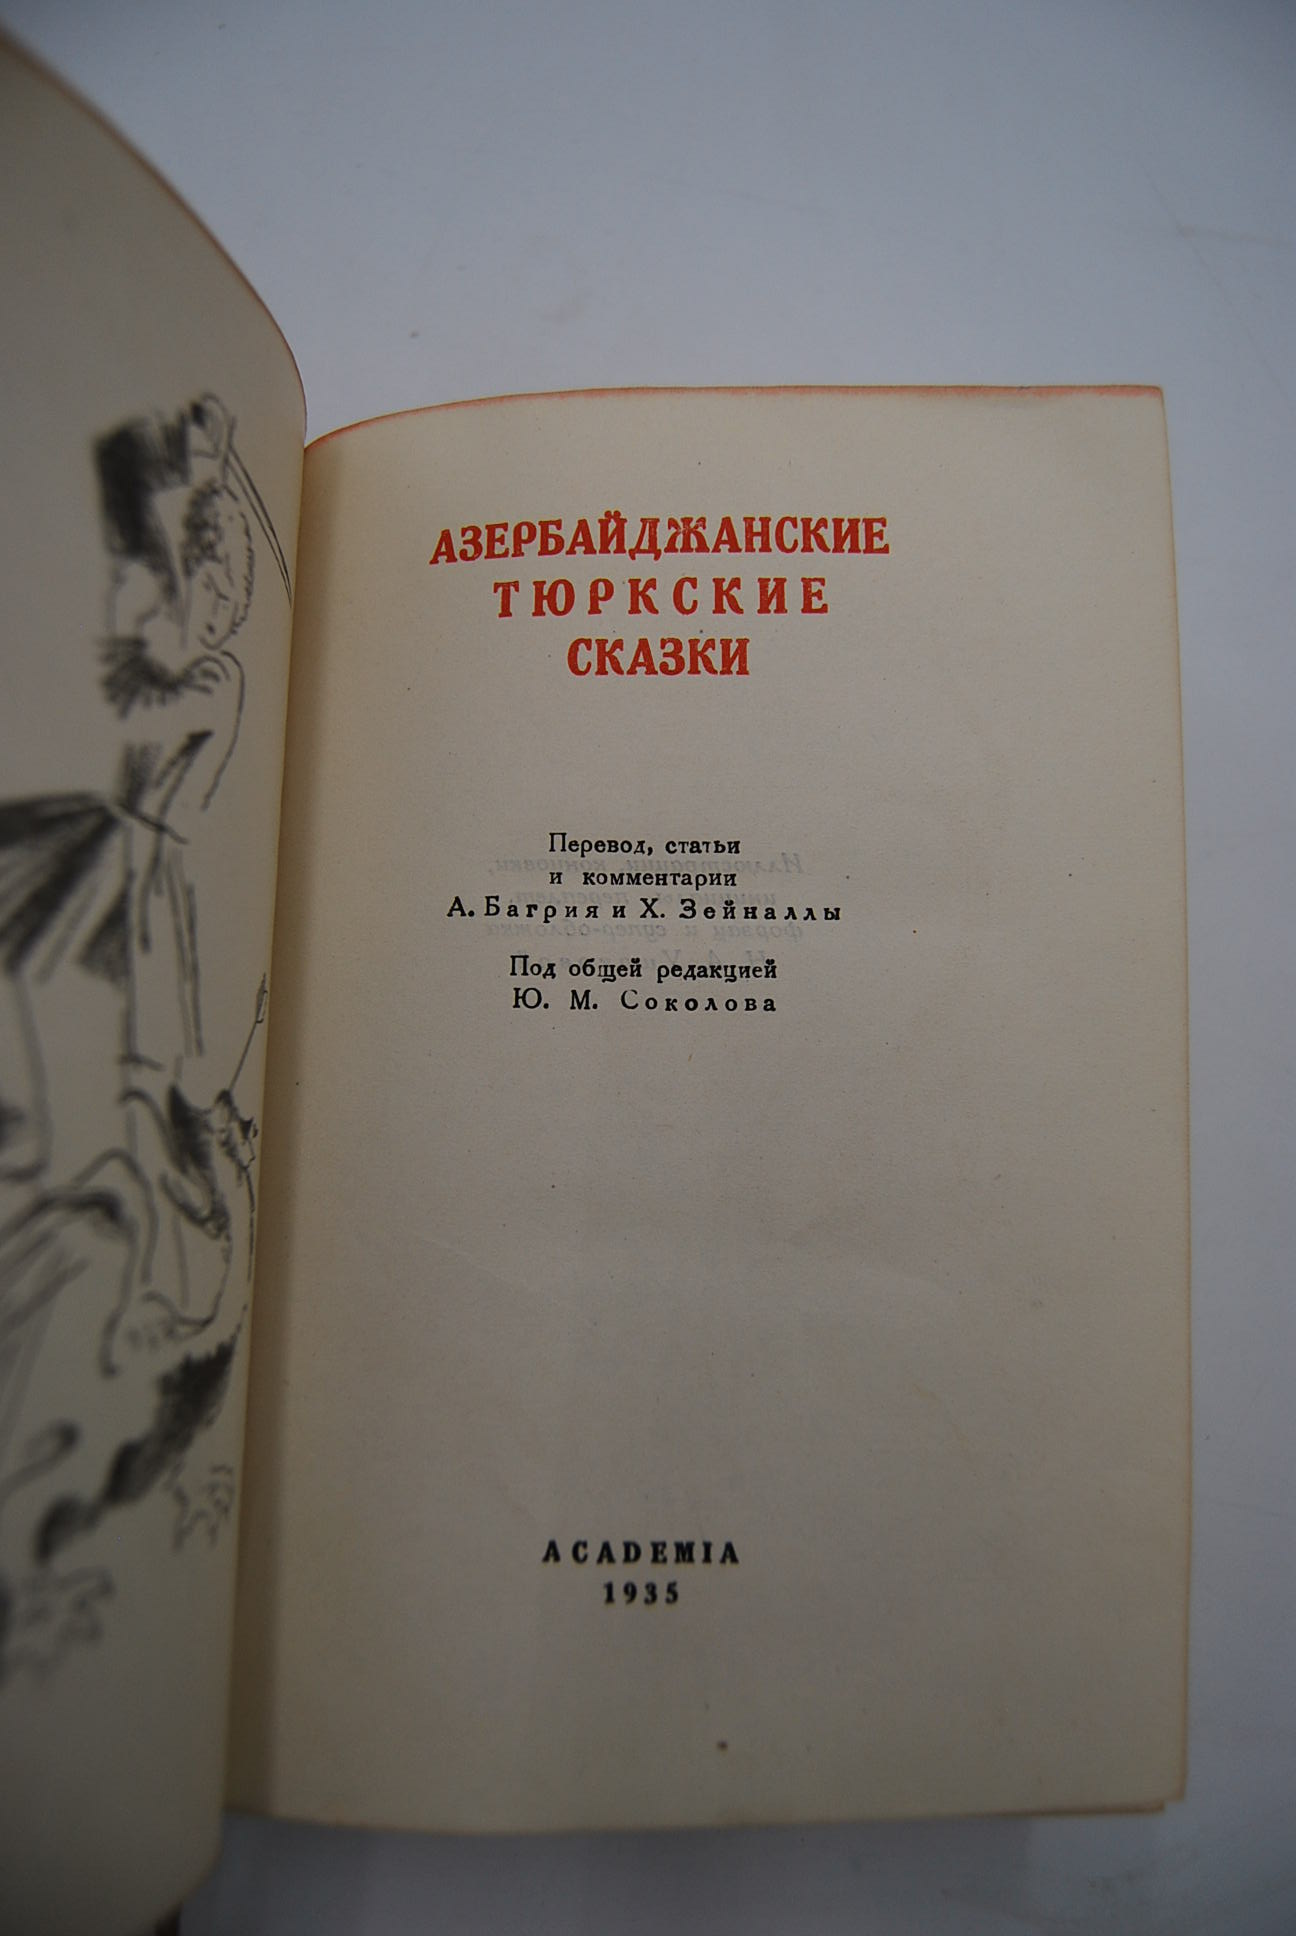 АЗЕРБАЙДЖАНСКИЕ
ТЮРКСКИЕ
СКАЗКИ
Перевод, статьи
и комментарии
А. Багрия и Х. Зейналлы
Под общей редакцией
Ю. М. Соколова
ACADEMIA
1935